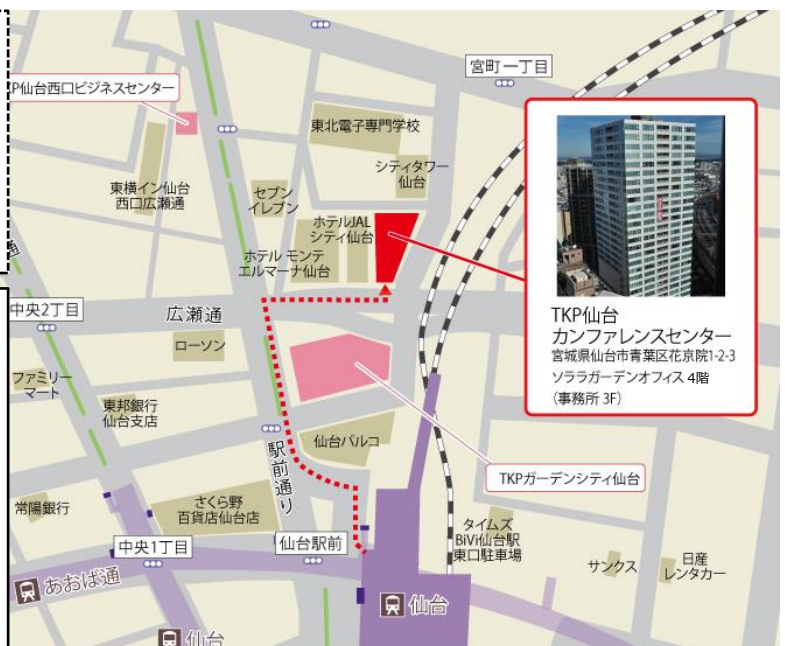 宮町一丁目
P仙台西口ビジネスセンター
東北電子専門学校
シティタワー
仙台
東横イン仙台
西口広瀬通
セブン
イレブン
ホテルJAL
シティ仙台
ホテル モンテ
エルマーナ仙台
通
中央2丁目
広瀬通
ローソン
TKP仙台
カンファレンスセンター
宮城県仙台市青葉区花京院1-2-3
ソララガーデンオフィス 4階
（事務所 3F）
ファミリー
マート
東邦銀行
仙台支店
仙台パルコ
駅前通り
TKPガーデンシティ仙台
常陽銀行
さくら野
百貨店仙台店
中央1丁目
仙台駅前
タイムズ
BiVi仙台駅
東口駐車場
サンクス
日産
レンタカー
あおば通
仙台
仙台